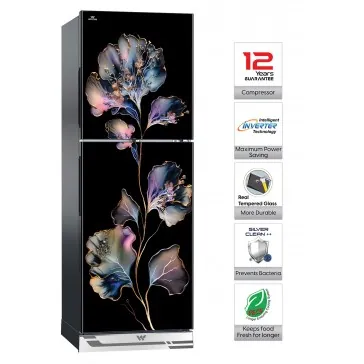 12
Years
GUARANTEE
Compressor
Intelligent
INVERTER
Technology
Maximum Power
Saving
Real
Tempered Glass
More Durable
SILVER
CLEAN ++
Prevents Bacteria
Keeps food
Fresh for longer